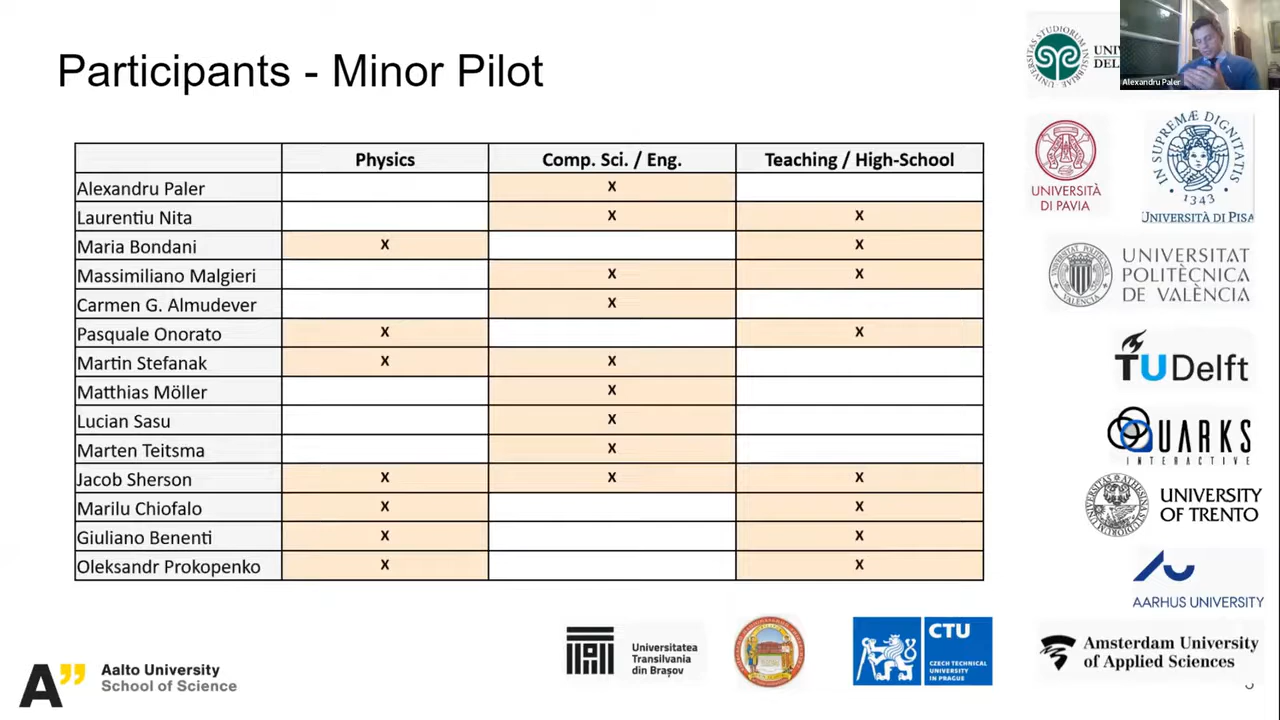 Participants - Minor Pilot
Physics Comp. Sci. / Eng. Teaching / High-School
Alexandru Paler X
Laurentiu Nita X X
Maria Bondani X X
Massimiliano Malgieri X X
Carmen G. Almudever X
Pasquale Onorato X X
Martin Stefanak X X
Matthias Möller X
Lucian Sasu X
Marten Teitsma X
Jacob Sherson X X X
Marilu Chiofalo X X
Giuliano Benenti X X
Oleksandr Prokopenko X X
Alexandru Paler
UNIVERSITÀ
DI PAVIA
IN SUPREMÆ DIGNITATIS
1343
UNIVERSITÀ DI PISA
UNIVERSITAT
POLITÈCNICA
DE VALÈNCIA
TUDelft
QUARKS
INTERACTIVE
UNIVERSITY
OF TRENTO
AARHUS UNIVERSITY
Amsterdam University
of Applied Sciences
CTU
CZECH TECHNICAL
UNIVERSITY
IN PRAGUE
Universitatea
Transilvania
din Brașov
A”
Aalto University
School of Science